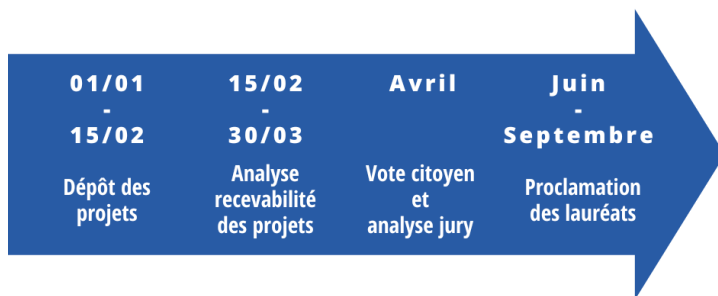 01/01
-
15/02
Dépôt des
projets
15/02
-
30/03
Analyse
recevabilité
des projets
Avril
Vote citoyen
et
analyse jury
Juin
-
Septembre
Proclamation
des lauréats